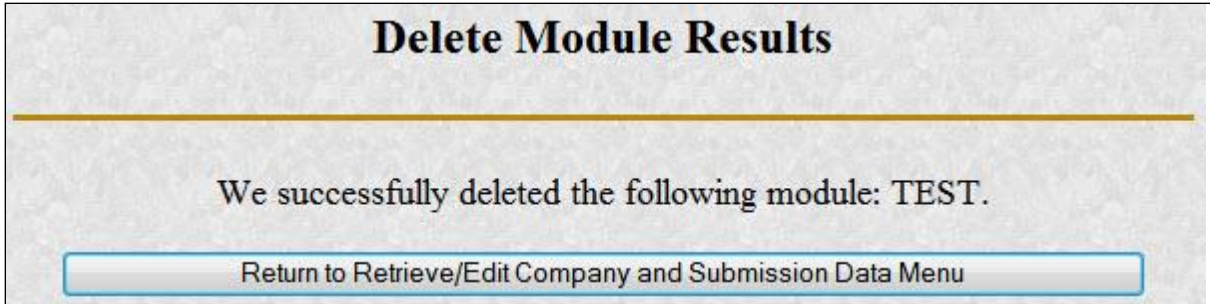 Delete Module Results
We successfully deleted the following module: TEST.
Return to Retrieve/Edit Company and Submission Data Menu